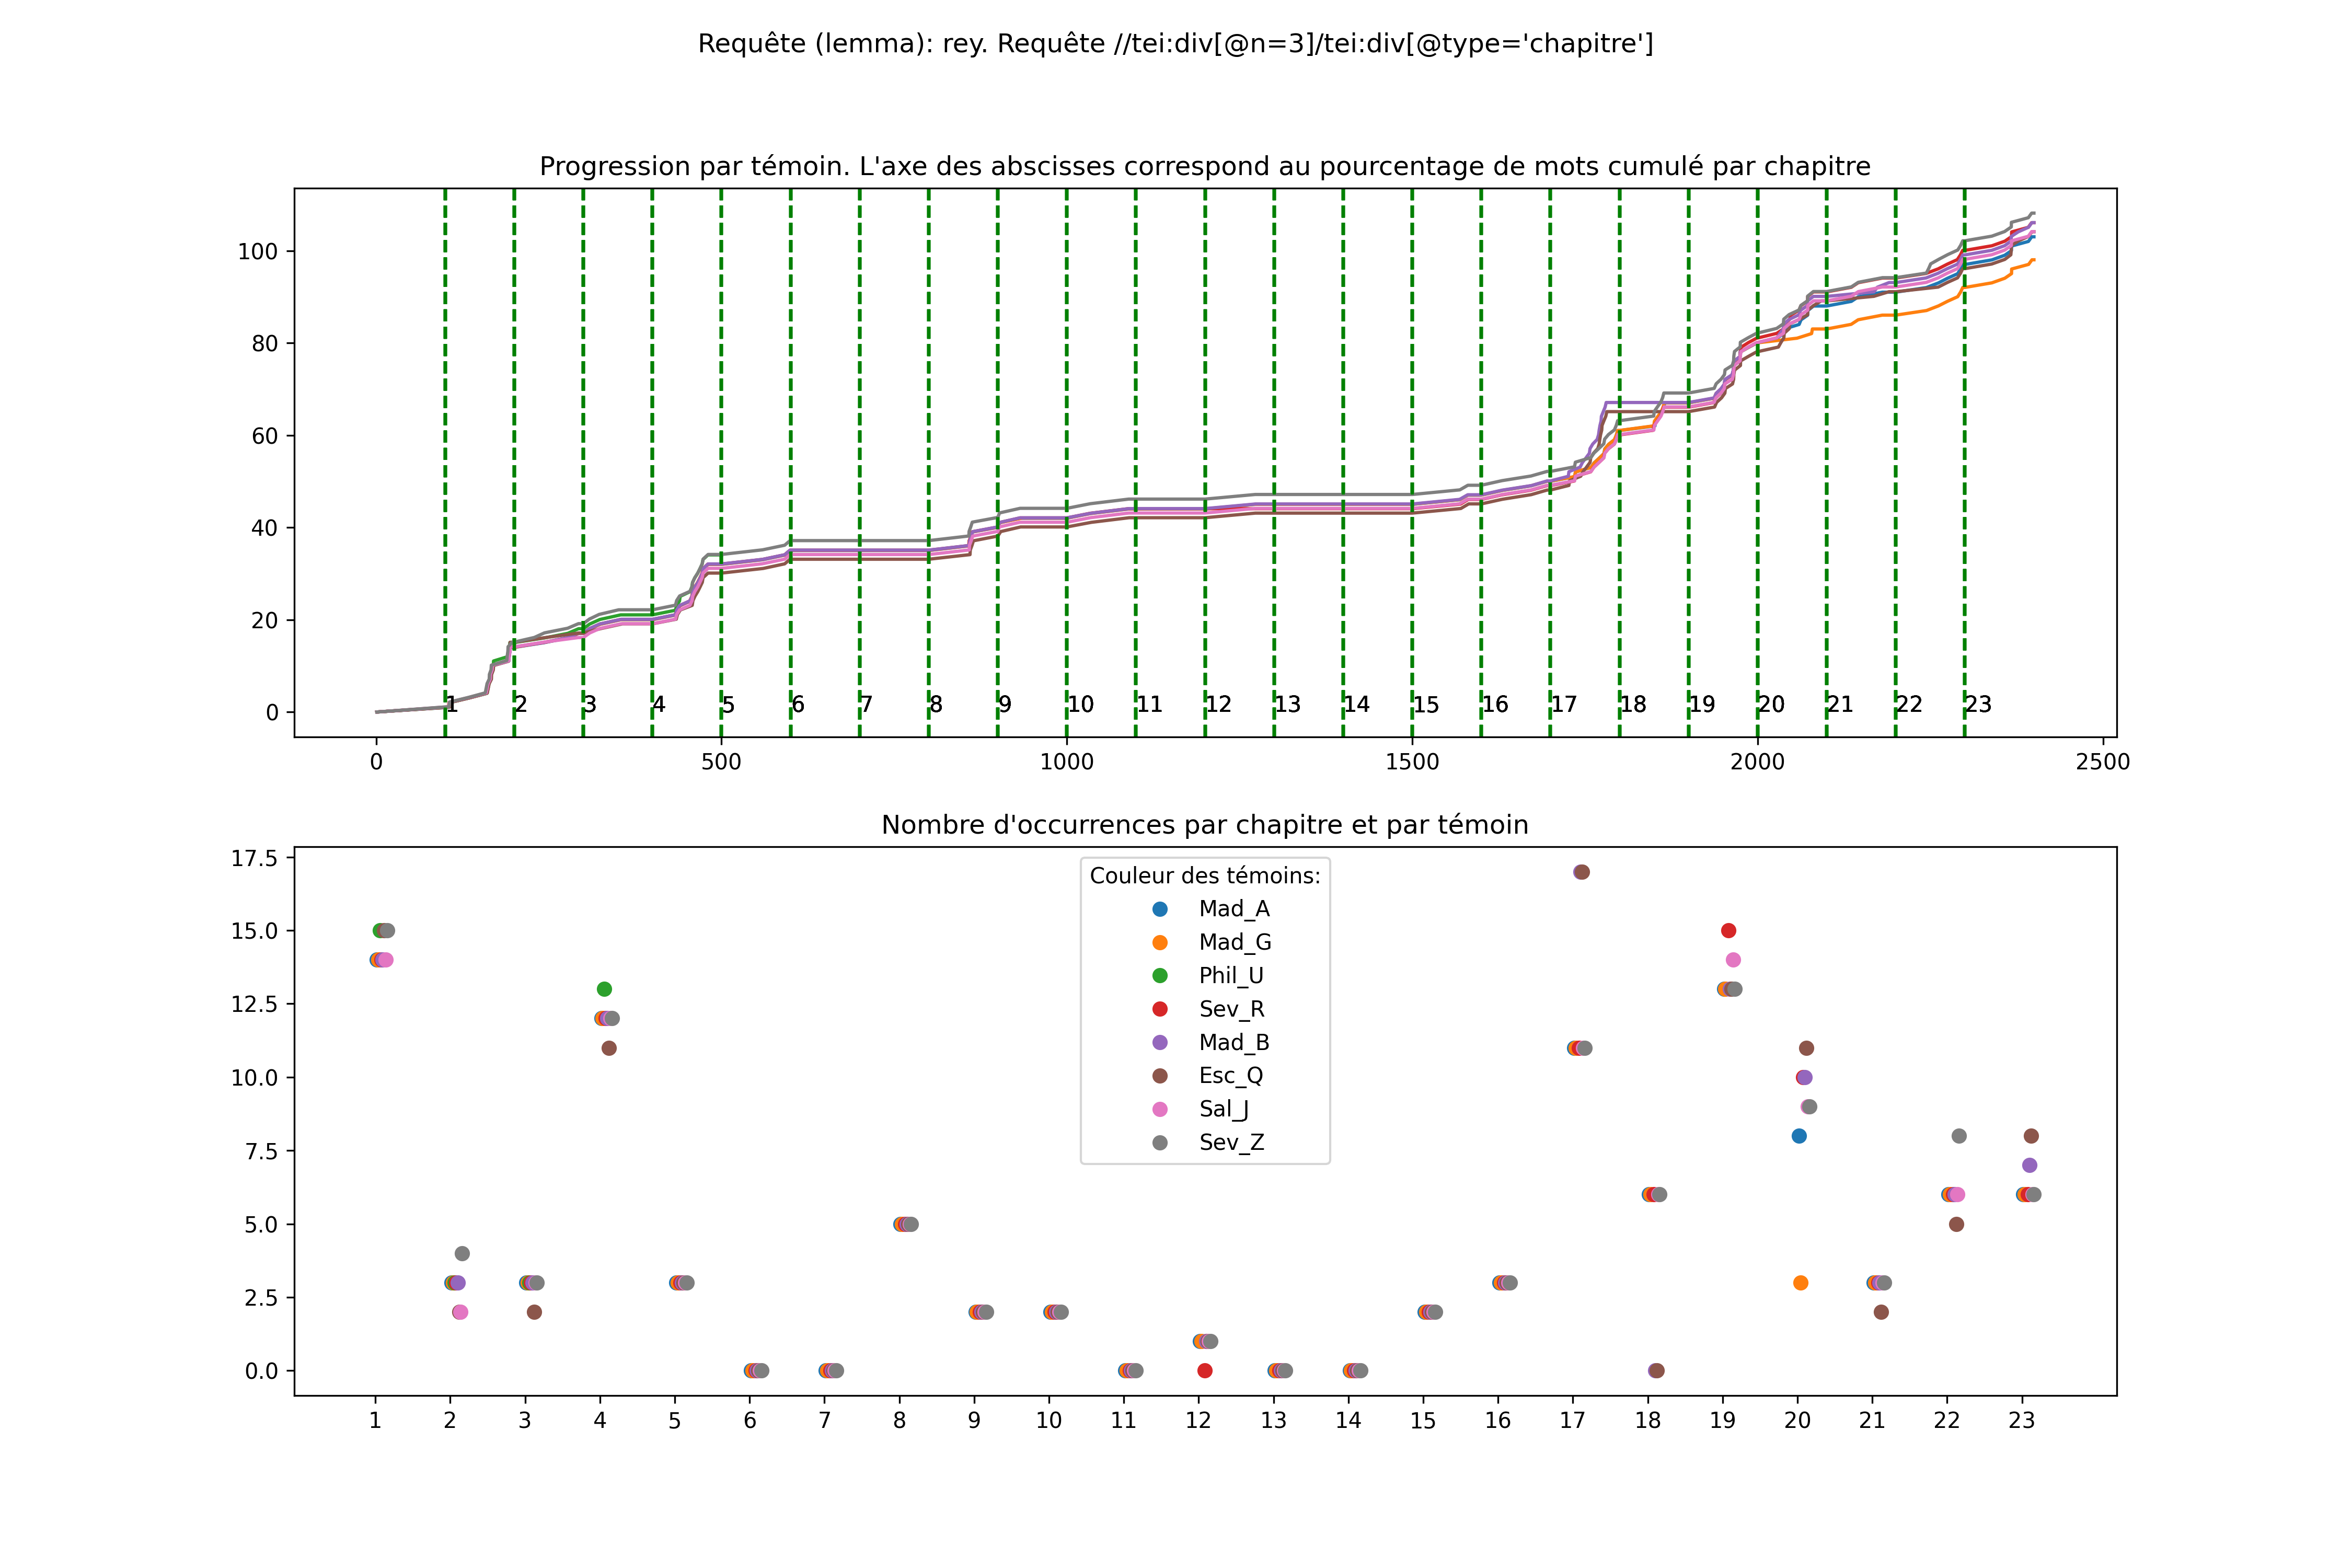 Requête (lemma): rey. Requête //tei:div[@n=3]/tei:div[@type='chapitre']
Progression par témoin. L'axe des abscisses correspond au pourcentage de mots cumulé par chapitre
100
80
60
40
20
0
1 2 3 4 5 6 7 8 9 10 11 12 13 14 15 16 17 18 19 20 21 22 23
0 500 1000 1500 2000 2500
Nombre d'occurrences par chapitre et par témoin
17.5
15.0
12.5
10.0
7.5
5.0
2.5
0.0
Couleur des témoins:
Mad_A
Mad_G
Phil_U
Sev_R
Mad_B
Esc_Q
Sal_J
Sev_Z
1 2 3 4 5 6 7 8 9 10 11 12 13 14 15 16 17 18 19 20 21 22 23